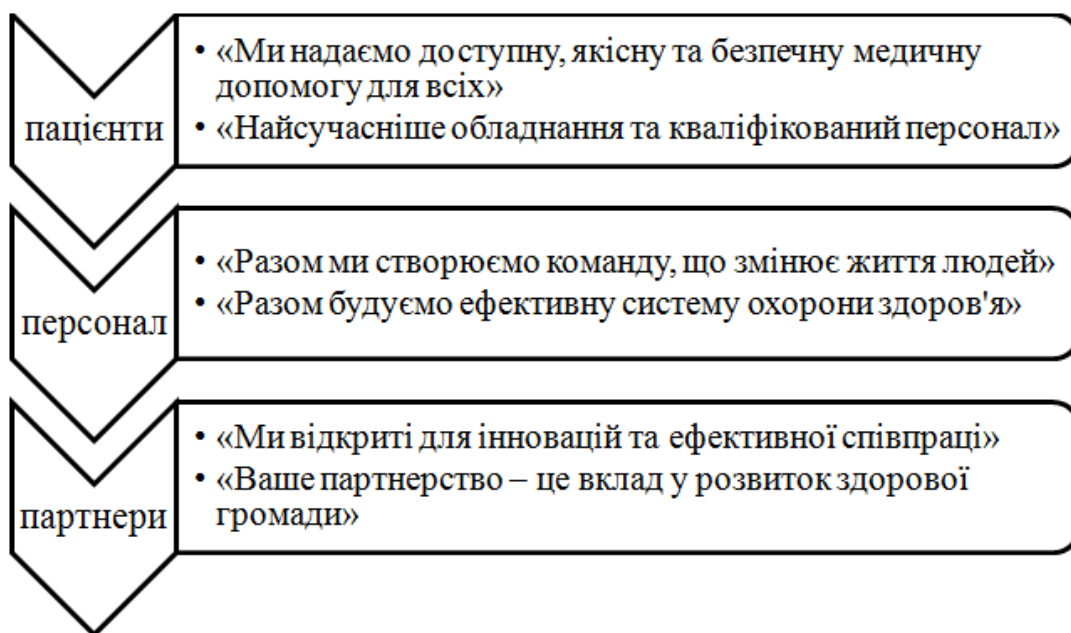 пацієнти
• «Ми надаємо доступну, якісну та безпечну медичну
допомогу для всіх»
• «Найсучасніше обладнання та кваліфікований персонал»
персонал
• «Разом ми створюємо команду, що змінює життя людей»
• «Разом будуємо ефективну систему охорони здоров'я»
партнери
• «Ми відкриті для інновацій та ефективної співпраці»
• «Ваше партнерство – це вклад у розвиток здорової
громади»